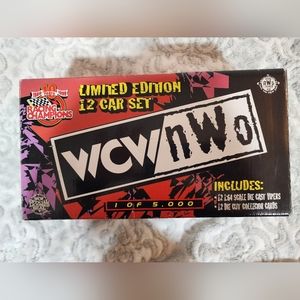 RACING
CHAMPIONS
LIMITED EDITION
12 CAR SET
WCW nWo
1 OF 5,000
INCLUDES:
• 12 1:64 SCALE DIE CAST VIPERS
• 12 DIE CUT COLLECTOR CARDS